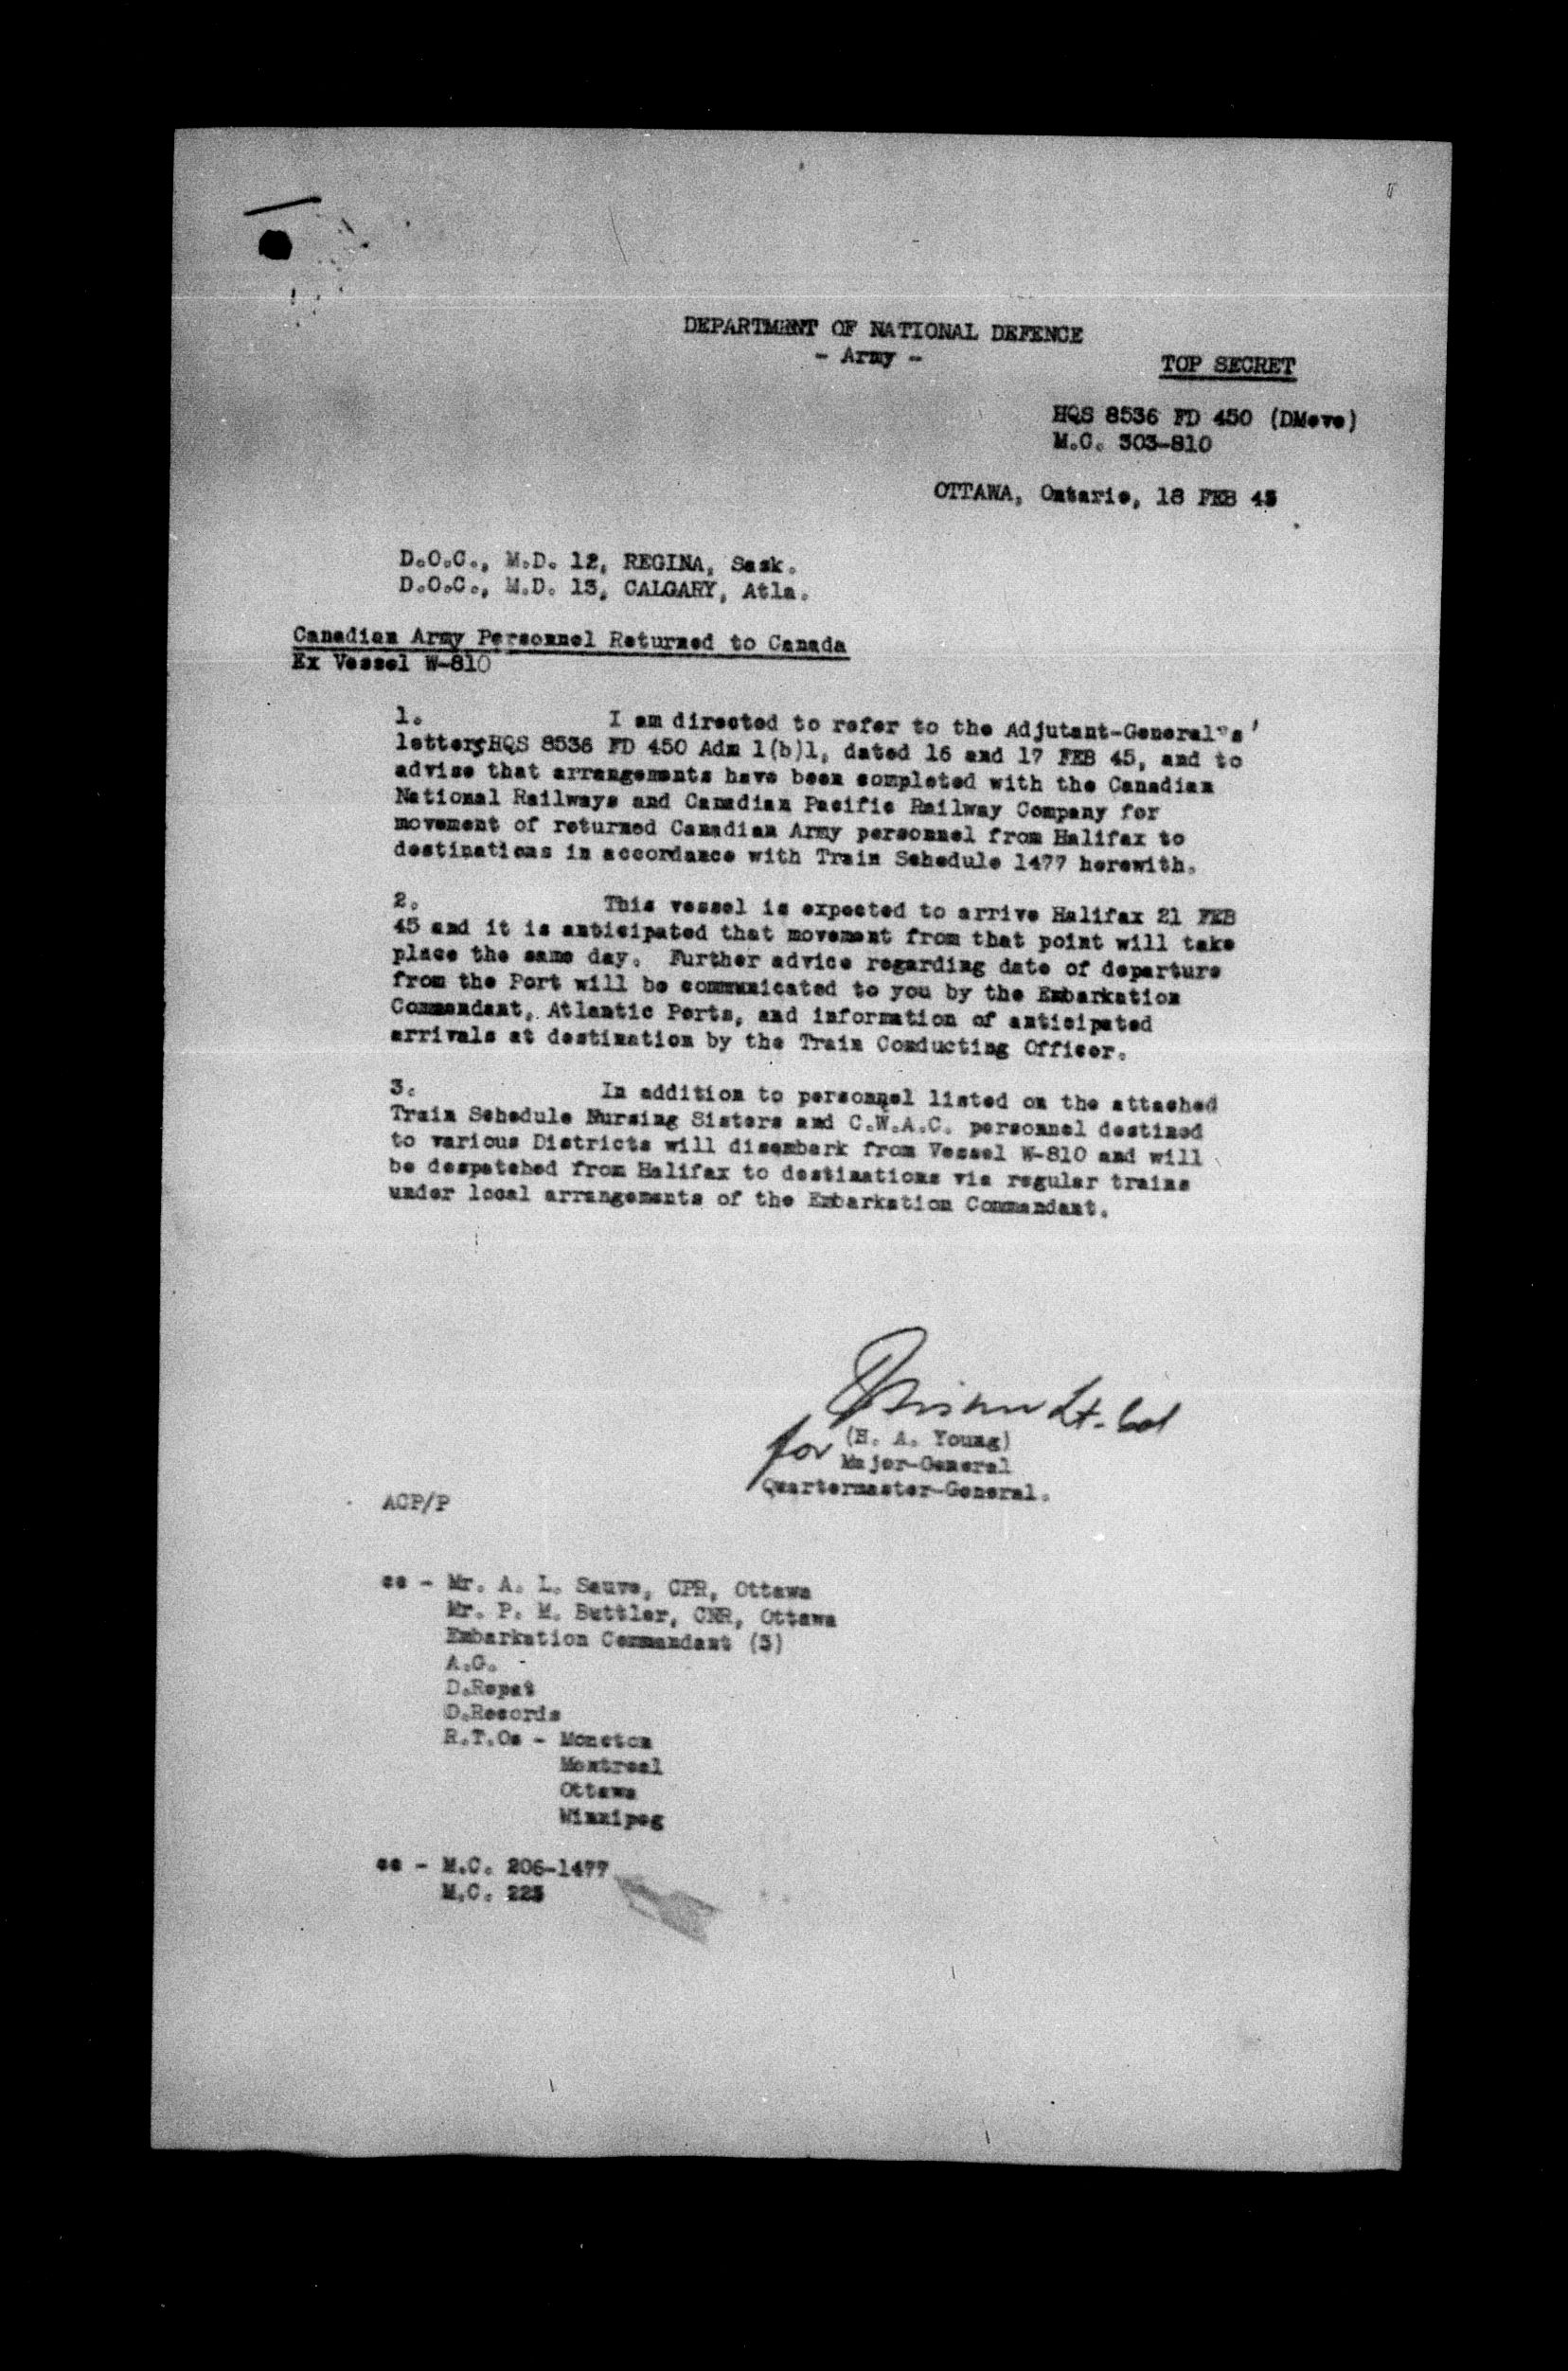 DEPARTMENT OF NATIONAL DEFENCE
- Army -
TOP SECRET
HQS 8536 FD 450 (DMove)
M.C. 303-810
OTTAWA, Ontario, 18 FEB 45
D.O.C., M.D. 12, REGINA, Sask.
D.O.C., M.D. 13, CALGARY, Atla.
Canadian Army Personnel Returned to Canada
Ex Vessel W-810
1. I am directed to refer to the Adjutant-General's'
letters HQS 8536 FD 450 Adm 1(b)1, dated 16 and 17 FEB 45, and to
advise that arrangements have been completed with the Canadian
National Railways and Canadian Pacific Railway Company for
movement of returned Canadian Army personnel from Halifax to
destinations in accordance with Train Schedule 1477 herewith.
2. This vessel is expected to arrive Halifax 21 FEB
45 and it is anticipated that movement from that point will take
place the same day. Further advice regarding date of departure
from the Port will be communicated to you by the Embarkation
Commandant, Atlantic Ports, and information of anticipated
arrivals at destination by the Train Conducting Officer.
3. In addition to personnel listed on the attached
Train Schedule Nursing Sisters and C.W.A.C. personnel destined
to various Districts will disembark from Vessel W-810 and will
be despatched from Halifax to destinations via regular trains
under local arrangements of the Embarkation Commandant.
Lt. Col
for (H. A. Young)
Major-General
Quartermaster-General.
ACP/P
cc - Mr. A. L. Sauve, CPR, Ottawa
Mr. P. M. Buttler, CNR, Ottawa
Embarkation Commandant (3)
A.G.
D.Repat
D.Records
R.T.Os - Moncton
Montreal
Ottawa
Winnipeg
cc - M.C. 206-1477
M.C. 223